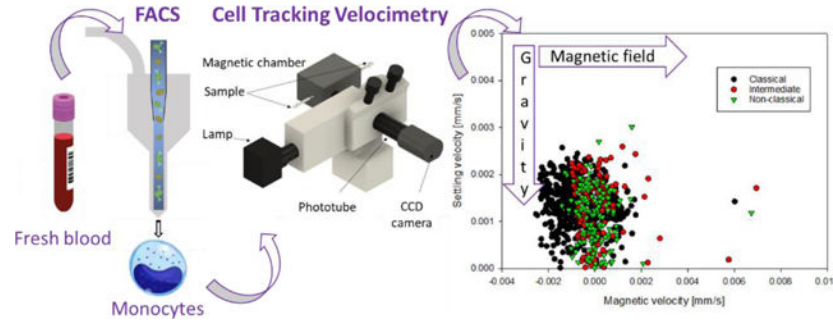 FACS
Cell Tracking Velocimetry
Magnetic chamber
Sample
Lamp
Phototube
CCD
camera
Fresh blood
Monocytes
Gravity
Magnetic field
Classical
Intermediate
Non-classical
Settling velocity [mm/s]
0.005
0.004
0.003
0.002
0.001
0.000
-0.004
-0.002
0.000
0.002
0.004
0.006
0.008
0.01
Magnetic velocity [mm/s]